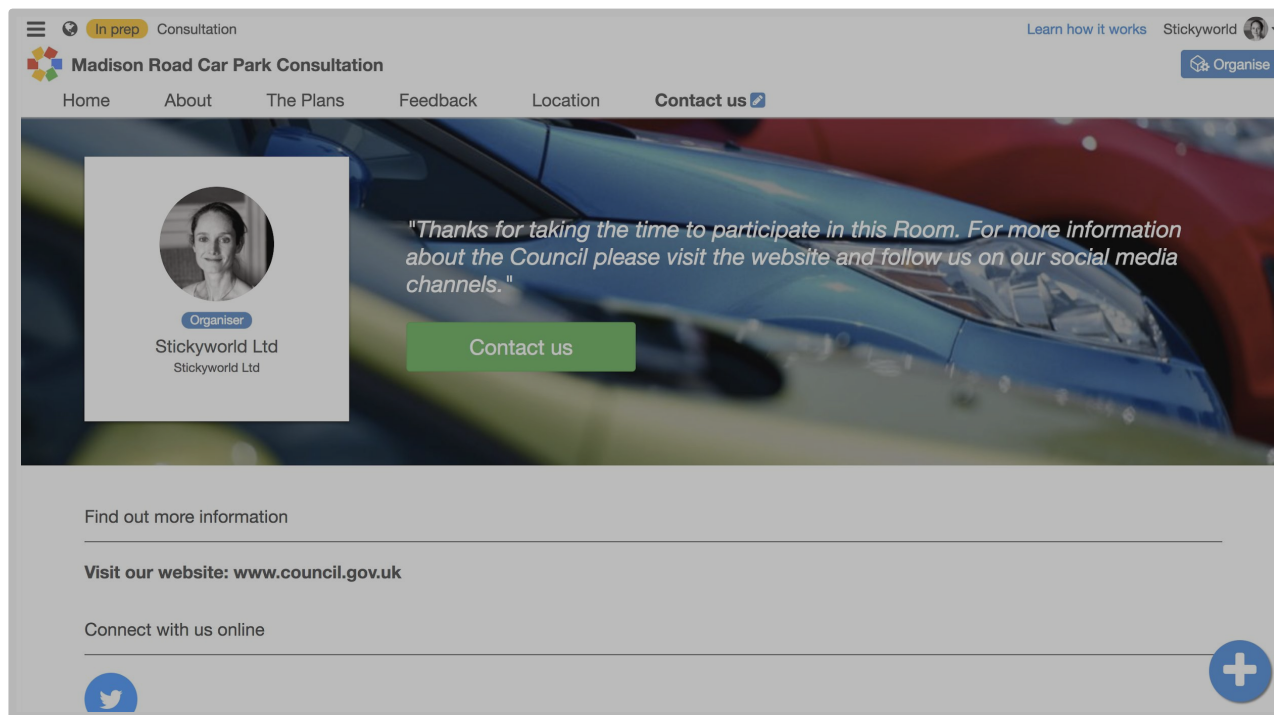 In prep Consultation Learn how it works Stickyworld
Madison Road Car Park Consultation Organise
Home About The Plans Feedback Location Contact us
"Thanks for taking the time to participate in this Room. For more information
about the Council please visit the website and follow us on our social media
channels."
Organiser
Stickyworld Ltd
Stickyworld Ltd
Contact us
Find out more information
Visit our website: www.council.gov.uk
Connect with us online